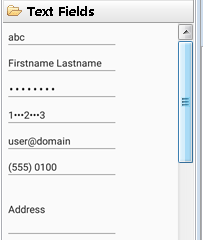 Text Fields
abc
Firstname Lastname
••••••••
1•••2•••3
user@domain
(555) 0100
Address